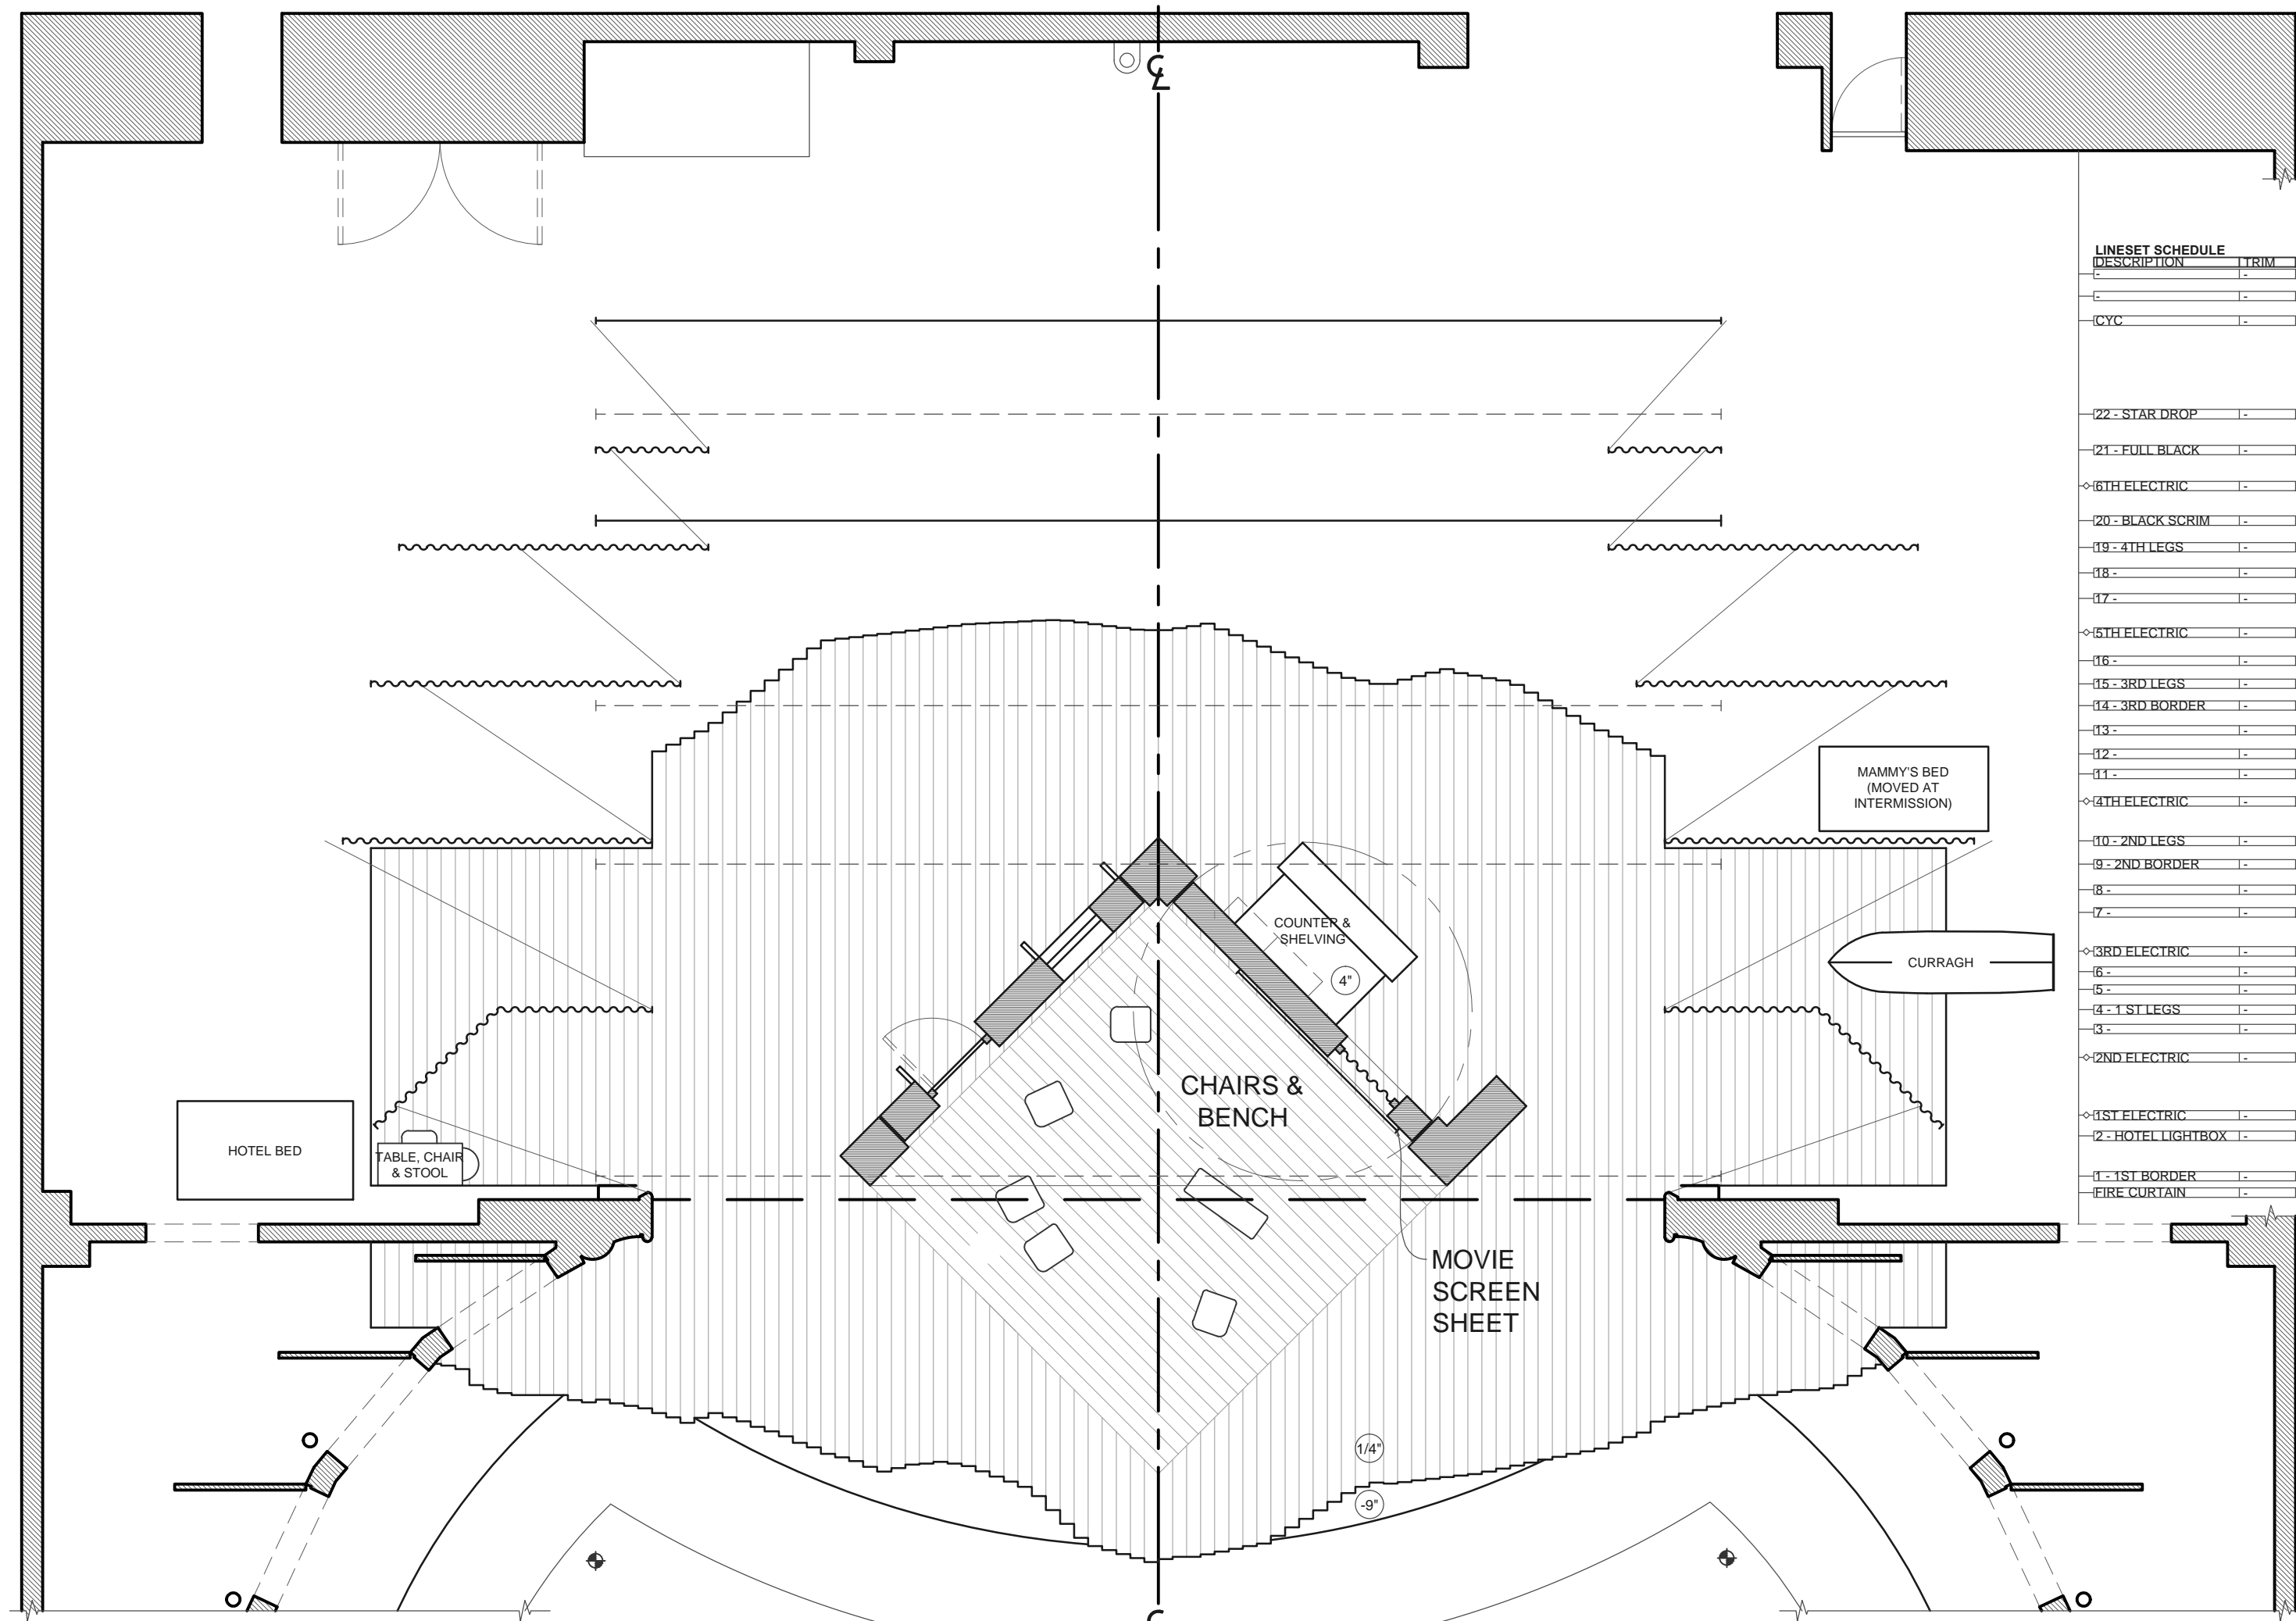 ℄
LINESET SCHEDULE
DESCRIPTION TRIM
- -
- -
CYC -
22 - STAR DROP -
21 - FULL BLACK -
6TH ELECTRIC -
20 - BLACK SCRIM -
19 - 4TH LEGS -
18 - -
17 - -
5TH ELECTRIC -
16 - -
15 - 3RD LEGS -
14 - 3RD BORDER -
13 - -
12 - -
11 - -
4TH ELECTRIC -
10 - 2ND LEGS -
9 - 2ND BORDER -
8 - -
7 - -
3RD ELECTRIC -
6 - -
5 - -
4 - 1 ST LEGS -
3 - -
2ND ELECTRIC -
1ST ELECTRIC -
2 - HOTEL LIGHTBOX -
1 - 1ST BORDER -
FIRE CURTAIN -
MAMMY'S BED
(MOVED AT
INTERMISSION)
COUNTER &
SHELVING
4"
CURRAGH
CHAIRS &
BENCH
HOTEL BED
TABLE, CHAIR
& STOOL
MOVIE
SCREEN
SHEET
1/4"
-9"